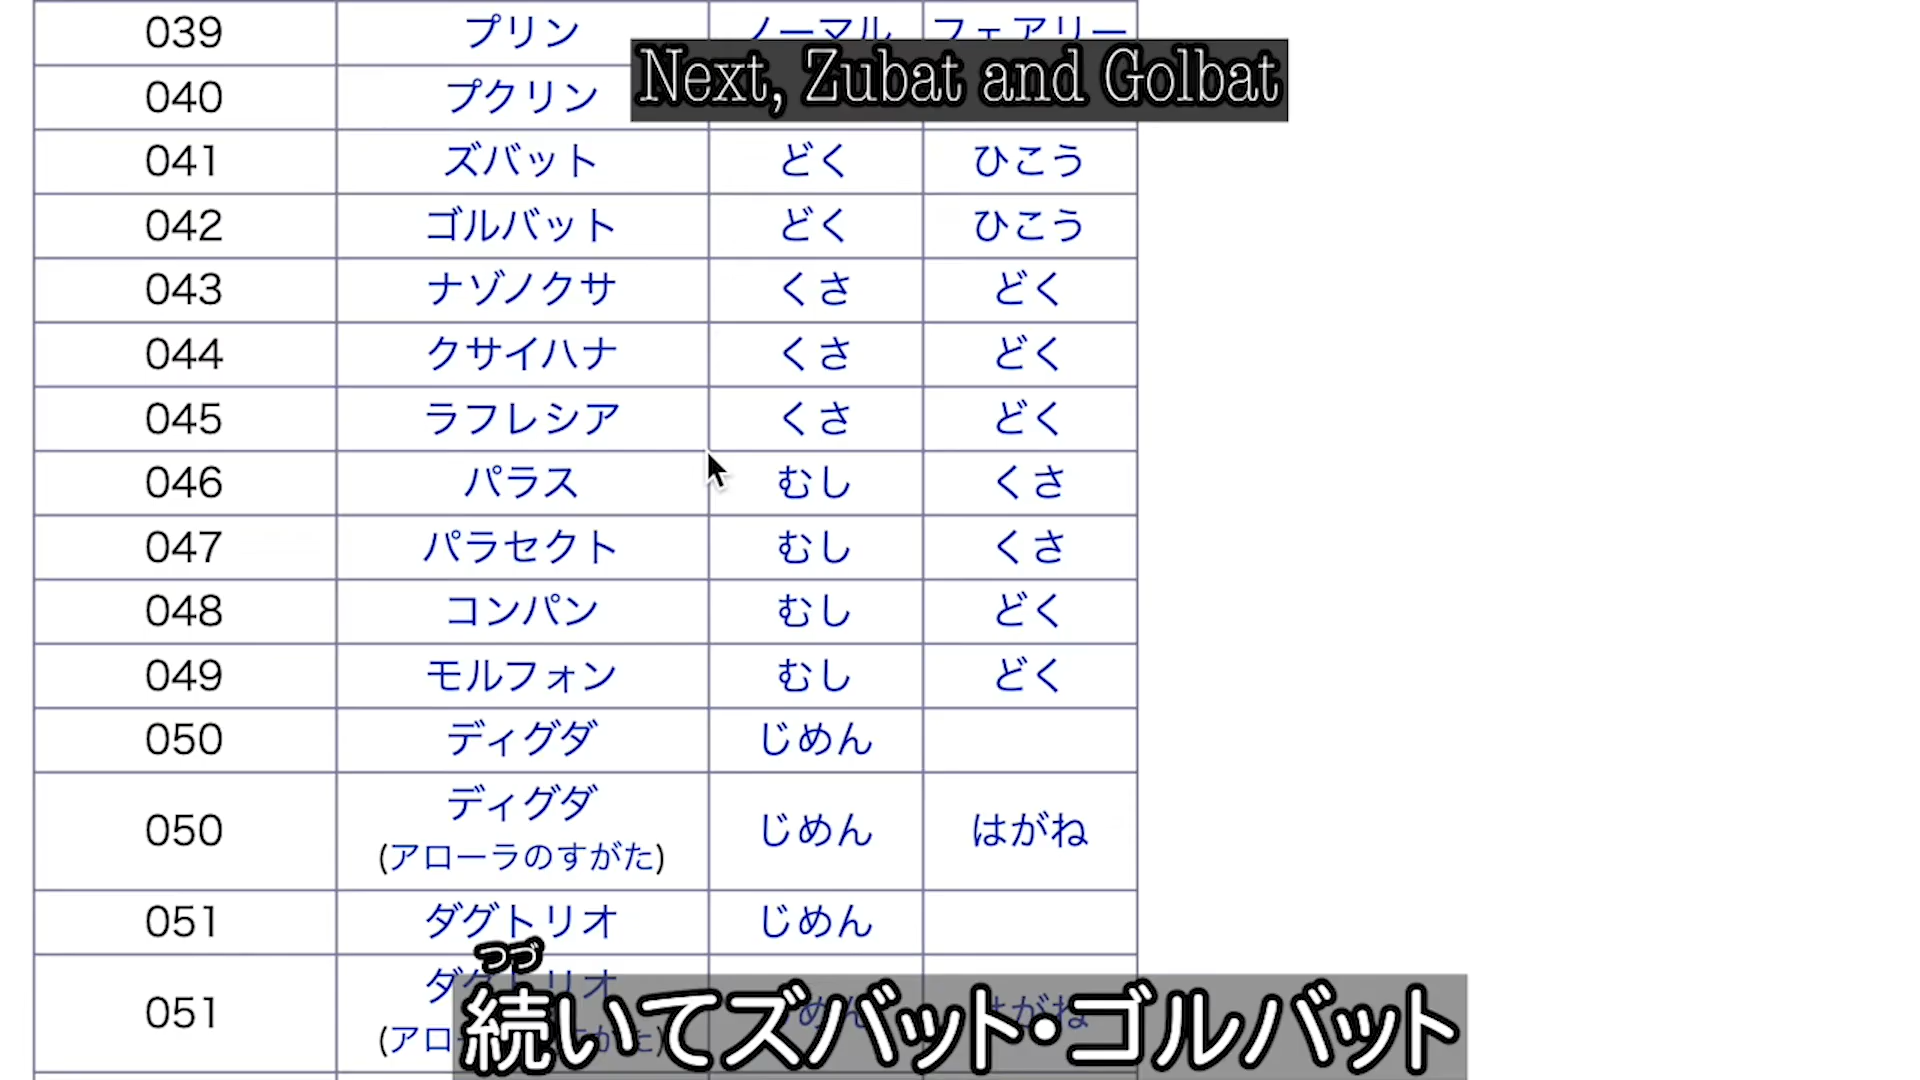 039 プリン ノーマル フェアリー
Next, Zubat and Golbat
040 プクリン
041 ズバット どく ひこう
042 ゴルバット どく ひこう
043 ナゾノクサ くさ どく
044 クサイハナ くさ どく
045 ラフレシア くさ どく
046 パラス むし くさ
047 パラセクト むし くさ
048 コンパン むし どく
049 モルフォン むし どく
050 ディグダ じめん
050 ディグダ じめん はがね
(アローラのすがた)
051 ダグトリオ じめん
051 ダグトリオ
つづ
続いてズバット・ゴルバット